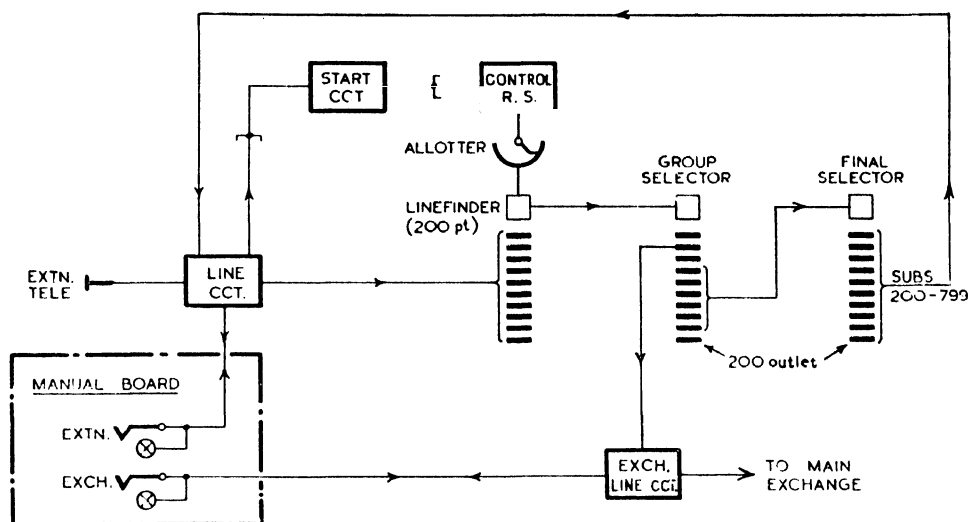 START
CCT
CONTROL
R. S.
ALLOTTER
GROUP
SELECTOR
FINAL
SELECTOR
LINEFINDER
(200 pt)
EXTN.
TELE
LINE
CCT.
SUBS
200-799
200 outlet
MANUAL BOARD
EXTN.
EXCH.
EXCH.
LINE CCT.
TO MAIN
EXCHANGE